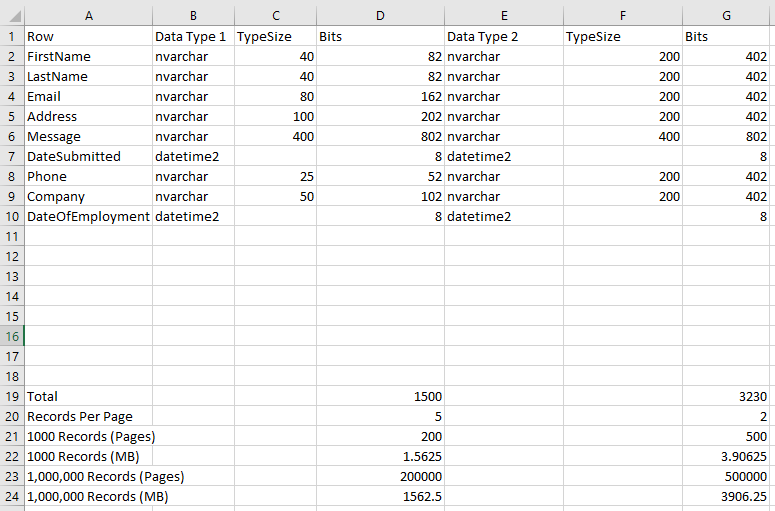 A B C D E F G
1 Row Data Type 1 TypeSize Bits Data Type 2 TypeSize Bits
2 FirstName nvarchar 40 82 nvarchar 200 402
3 LastName nvarchar 40 82 nvarchar 200 402
4 Email nvarchar 80 162 nvarchar 200 402
5 Address nvarchar 100 202 nvarchar 200 402
6 Message nvarchar 400 802 nvarchar 400 802
7 DateSubmitted datetime2 8 datetime2 8
8 Phone nvarchar 25 52 nvarchar 200 402
9 Company nvarchar 50 102 nvarchar 200 402
10 DateOfEmployment datetime2 8 datetime2 8
11
12
13
14
15
16
17
18
19 Total 1500 3230
20 Records Per Page 5 2
21 1000 Records (Pages) 200 500
22 1000 Records (MB) 1.5625 3.90625
23 1,000,000 Records (Pages) 200000 500000
24 1,000,000 Records (MB) 1562.5 3906.25